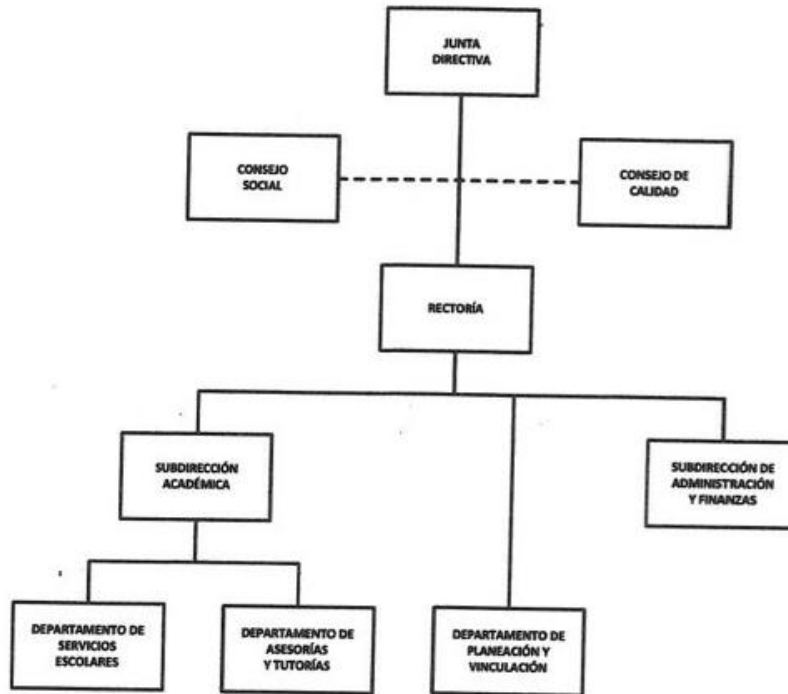 JUNTA
DIRECTIVA
CONSEJO
SOCIAL
CONSEJO DE
CALIDAD
RECTORÍA
SUBDIRECCIÓN
ACADÉMICA
SUBDIRECCIÓN DE
ADMINISTRACIÓN
Y FINANZAS
DEPARTAMENTO DE
SERVICIOS
ESCOLARES
DEPARTAMENTO DE
ASESORÍAS
Y TUTORÍAS
DEPARTAMENTO DE
PLANEACIÓN Y
VINCULACIÓN